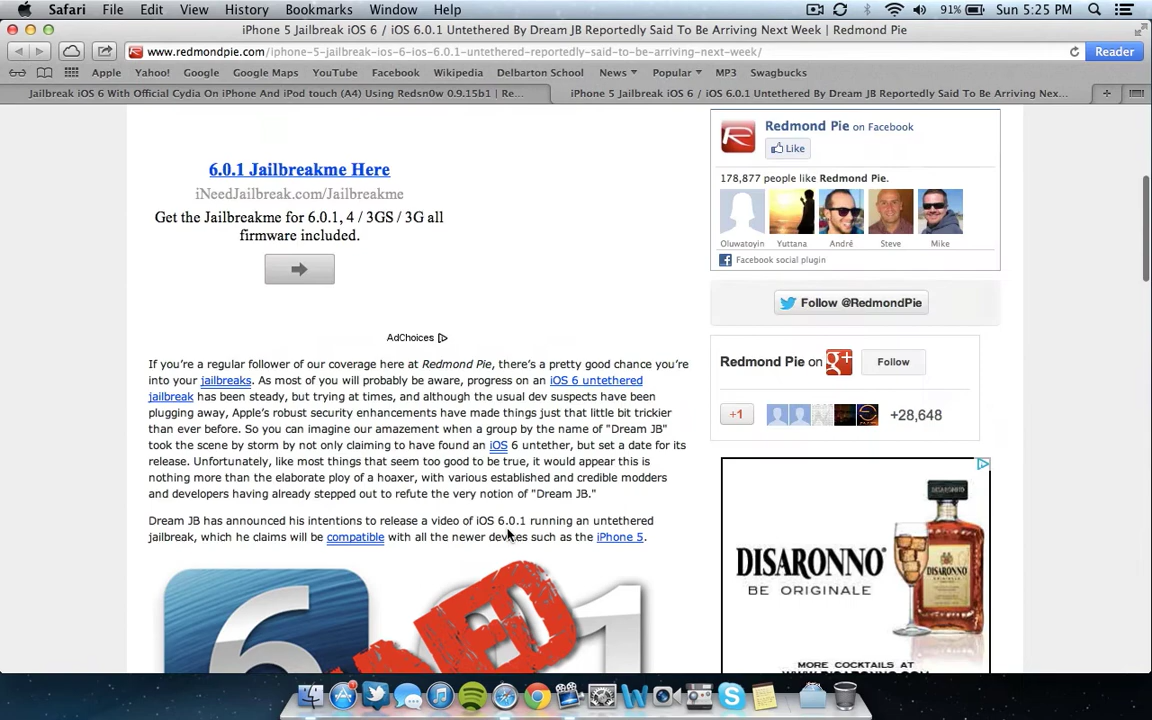 Safari File Edit View History Bookmarks Window Help 91% Sun 5:25 PM
iPhone 5 Jailbreak iOS 6 / iOS 6.0.1 Untethered By Dream JB Reportedly Said To Be Arriving Next Week | Redmond Pie
www.redmondpie.com/iphone-5-jailbreak-ios-6-ios-6.0.1-untethered-reportedly-said-to-be-arriving-next-week/ Reader
Apple Yahoo! Google Google Maps YouTube Facebook Wikipedia Delbarton School News Popular MP3 Swagbucks
Jailbreak iOS 6 With Official Cydia On iPhone And iPod touch (A4) Using Redsn0w 0.9.15b1 | Re... iPhone 5 Jailbreak iOS 6 / iOS 6.0.1 Untethered By Dream JB Reportedly Said To Be Arriving Nex...
6.0.1 Jailbreakme Here
iNeedJailbreak.com/Jailbreakme
Get the Jailbreakme for 6.0.1, 4 / 3GS / 3G all
firmware included.
AdChoices
If you're a regular follower of our coverage here at Redmond Pie, there's a pretty good chance you're
into your jailbreaks. As most of you will probably be aware, progress on an iOS 6 untethered
jailbreak has been steady, but trying at times, and although the usual dev suspects have been
plugging away, Apple's robust security enhancements have made things just that little bit trickier
than ever before. So you can imagine our amazement when a group by the name of "Dream JB"
took the scene by storm by not only claiming to have found an iOS 6 untether, but set a date for its
release. Unfortunately, like most things that seem too good to be true, it would appear this is
nothing more than the elaborate ploy of a hoaxer, with various established and credible modders
and developers having already stepped out to refute the very notion of "Dream JB."
Dream JB has announced his intentions to release a video of iOS 6.0.1 running an untethered
jailbreak, which he claims will be compatible with all the newer devices such as the iPhone 5.
6 1
Redmond Pie on Facebook
Like
178,877 people like Redmond Pie.
Oluwatoyin Yuttana André Steve Mike
Facebook social plugin
Follow @RedmondPie
Redmond Pie on g+ Follow
+1 +28,648
DISARONNO
BE ORIGINALE
MORE COCKTAILS AT
WWW.DISARONNO.COM